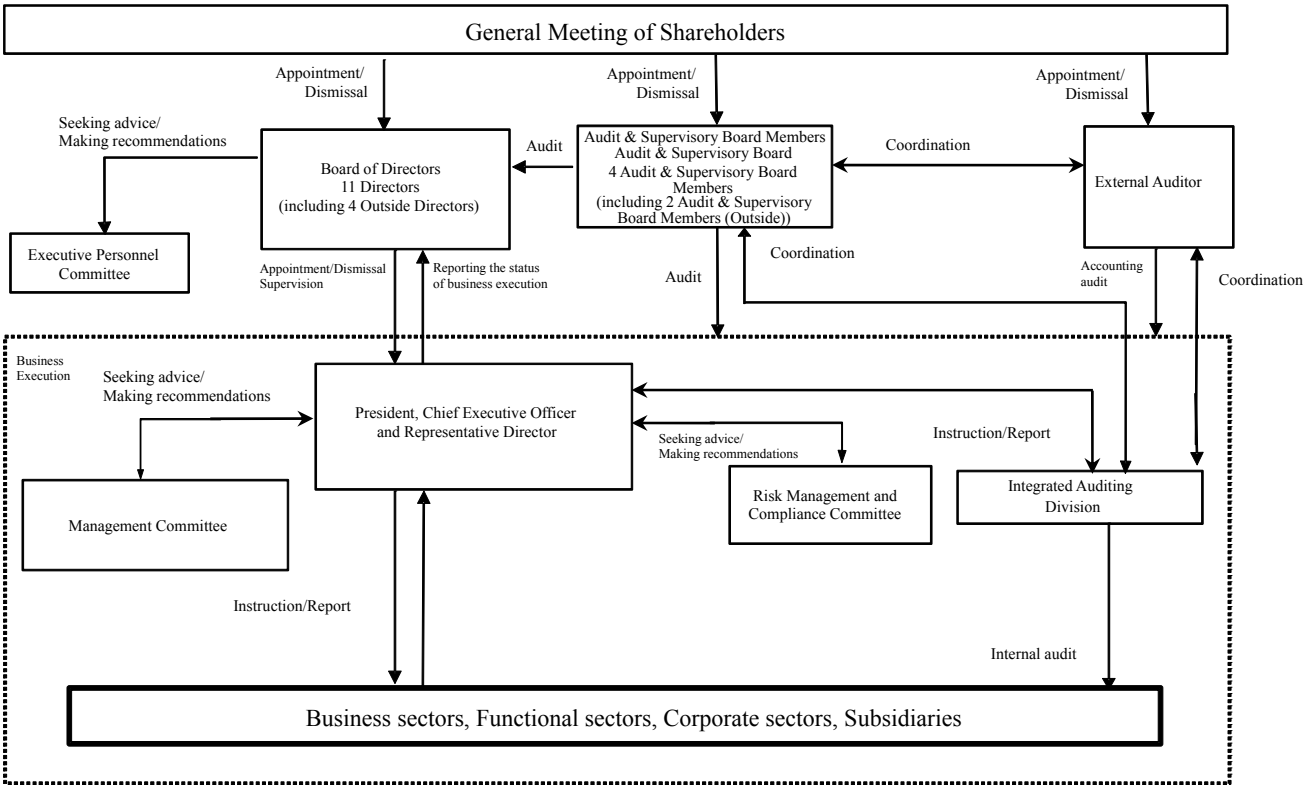 General Meeting of Shareholders
Appointment/
Dismissal
Appointment/
Dismissal
Appointment/
Dismissal
Seeking advice/
Making recommendations
Board of Directors
11 Directors
(including 4 Outside Directors)
Audit
Audit & Supervisory Board Members
Audit & Supervisory Board
4 Audit & Supervisory Board
Members
(including 2 Audit & Supervisory
Board Members (Outside))
Coordination
External Auditor
Executive Personnel
Committee
Appointment/Dismissal
Supervision
Reporting the status
of business execution
Audit
Coordination
Accounting
audit
Coordination
Business
Execution
Seeking advice/
Making recommendations
President, Chief Executive Officer
and Representative Director
Seeking advice/
Making recommendations
Instruction/Report
Management Committee
Risk Management and
Compliance Committee
Integrated Auditing
Division
Instruction/Report
Internal audit
Business sectors, Functional sectors, Corporate sectors, Subsidiaries